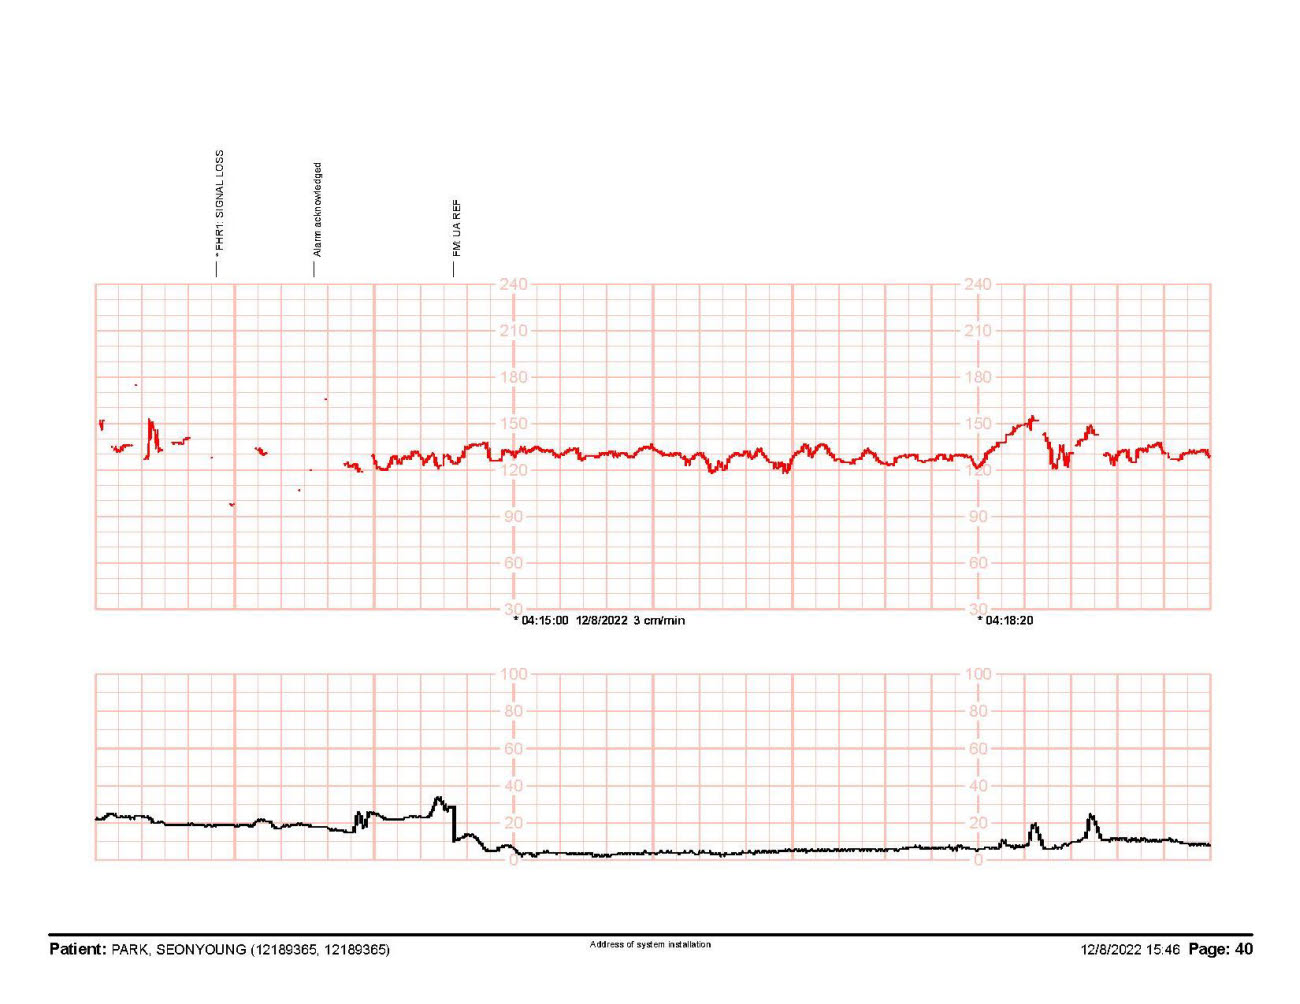 * FHR1: SIGNAL LOSS
Alarm acknowledged
FM: UA REF
240 240
210 210
180 180
150 150
120 120
90 90
60 60
30 30
* 04:15:00 12/8/2022 3 cm/min * 04:18:20
100 100
80 80
60 60
40 40
20 20
0 0
Patient: PARK, SEONYOUNG (12189365, 12189365) Address of system installation 12/8/2022 15:46 Page: 40